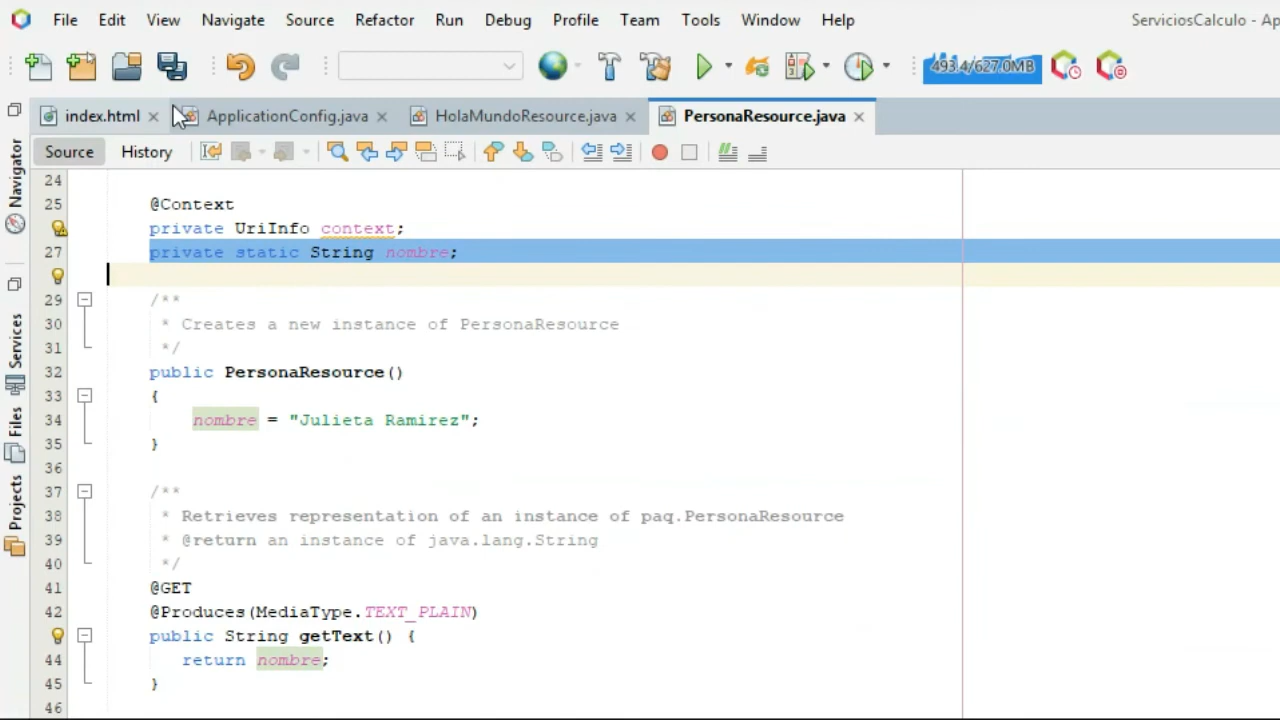 File Edit View Navigate Source Refactor Run Debug Profile Team Tools Window Help ServiciosCalculo - Ap
493.4/627.0MB
index.html ApplicationConfig.java HolaMundoResource.java PersonaResource.java
Source History
Navigator
Services
Files
Projects
24
25 @Context
private UriInfo context;
27 private static String nombre;
29 /**
30 * Creates a new instance of PersonaResource
31 */
32 public PersonaResource()
33 {
34 nombre = "Julieta Ramirez";
35 }
36
37 /**
38 * Retrieves representation of an instance of paq.PersonaResource
39 * @return an instance of java.lang.String
40 */
41 @GET
42 @Produces(MediaType.TEXT_PLAIN)
public String getText() {
44 return nombre;
45 }
46